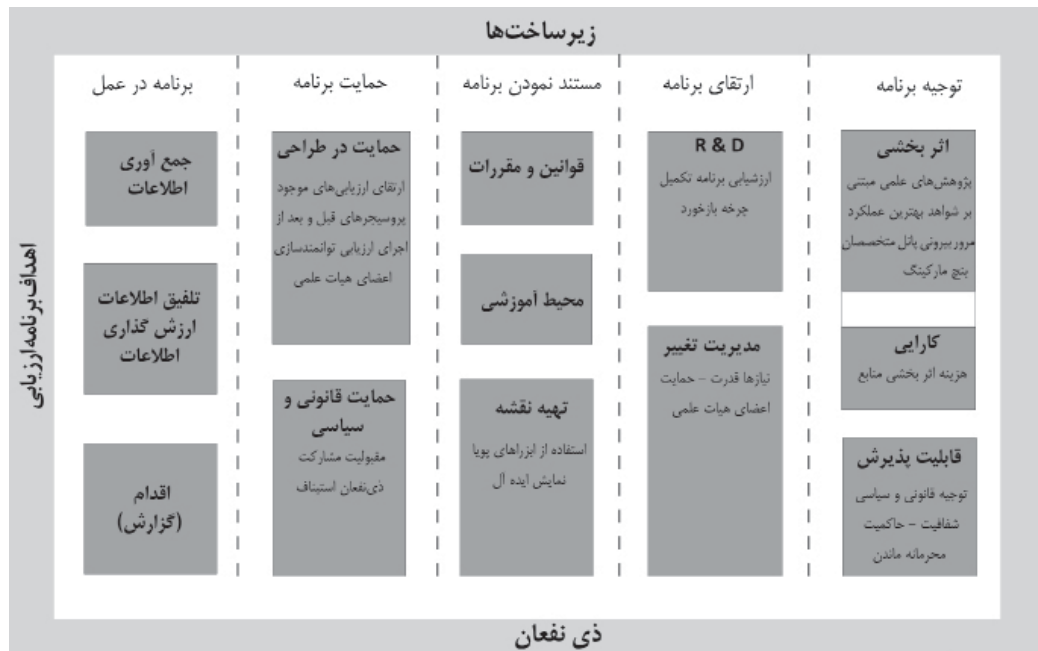 زیرساخت‌ها
توجیه برنامه
اثر بخشی
پژوهش‌های علمی مبتنی
بر شواهد بهترین عملکرد
مرور بیرونی پانل متخصصان
بنچ مارکینگ
کارایی
هزینه اثر بخشی منابع
قابلیت پذیرش
توجیه قانونی و سیاسی
شفافیت – حاکمیت
محرمانه ماندن
ارتقای برنامه
R & D
ارزشیابی برنامه تکمیل
چرخه بازخورد
مدیریت تغییر
نیازها قدرت – حمایت
اعضای هیات علمی
مستند نمودن برنامه
قوانین و مقررات
محیط آموزشی
تهیه نقشه
استفاده از ابزراهای پویا
نمایش ایده آل
حمایت برنامه
حمایت در طراحی
ارتقای ارزیابی‌های موجود
پروسیجرهای قبل و بعد از
اجرای ارزیابی توانمندسازی
اعضای هیات علمی
حمایت قانونی و
سیاسی
مقبولیت مشارکت
ذی‌نفعان استیناف
برنامه در عمل
جمع آوری
اطلاعات
تلفیق اطلاعات
ارزش گذاری
اطلاعات
اقدام
(گزارش)
اهداف‌برنامه‌ارزیابی
ذی نفعان